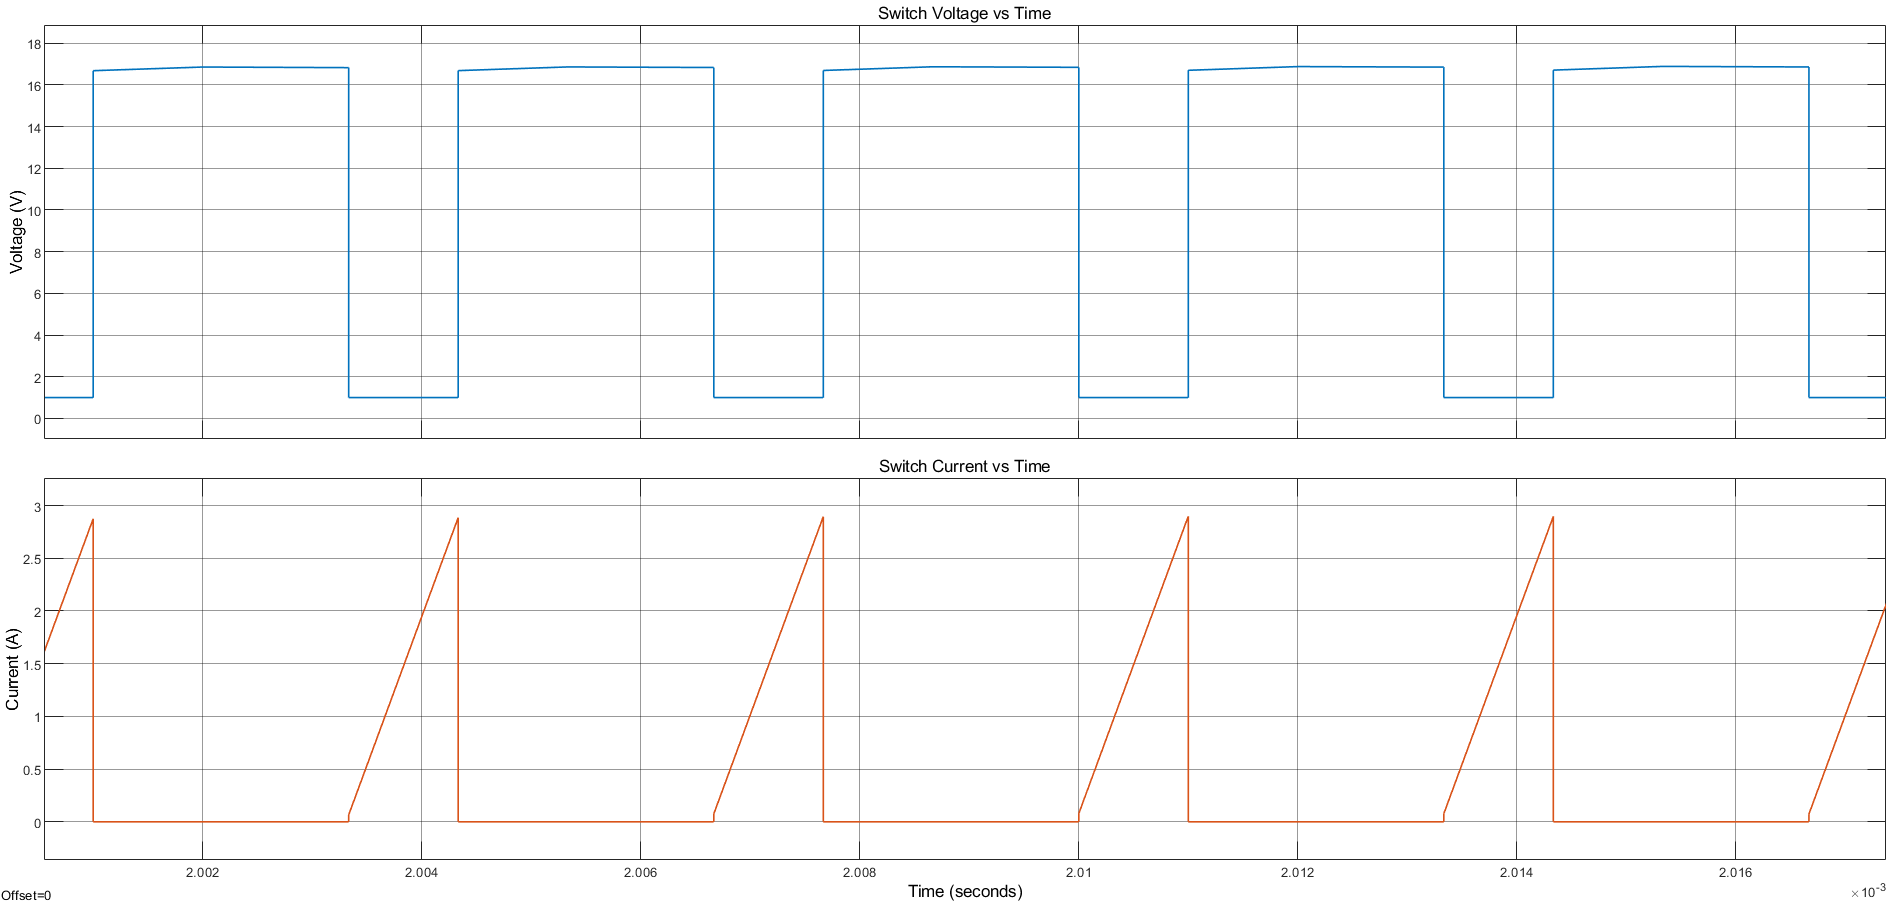 Switch Voltage vs Time
18
16
14
12
10
8
6
4
2
0
Voltage (V)
Switch Current vs Time
3
2.5
2
1.5
1
0.5
0
Current (A)
2.002 2.004 2.006 2.008 2.01 2.012 2.014 2.016
Time (seconds)
×10-3
Offset=0